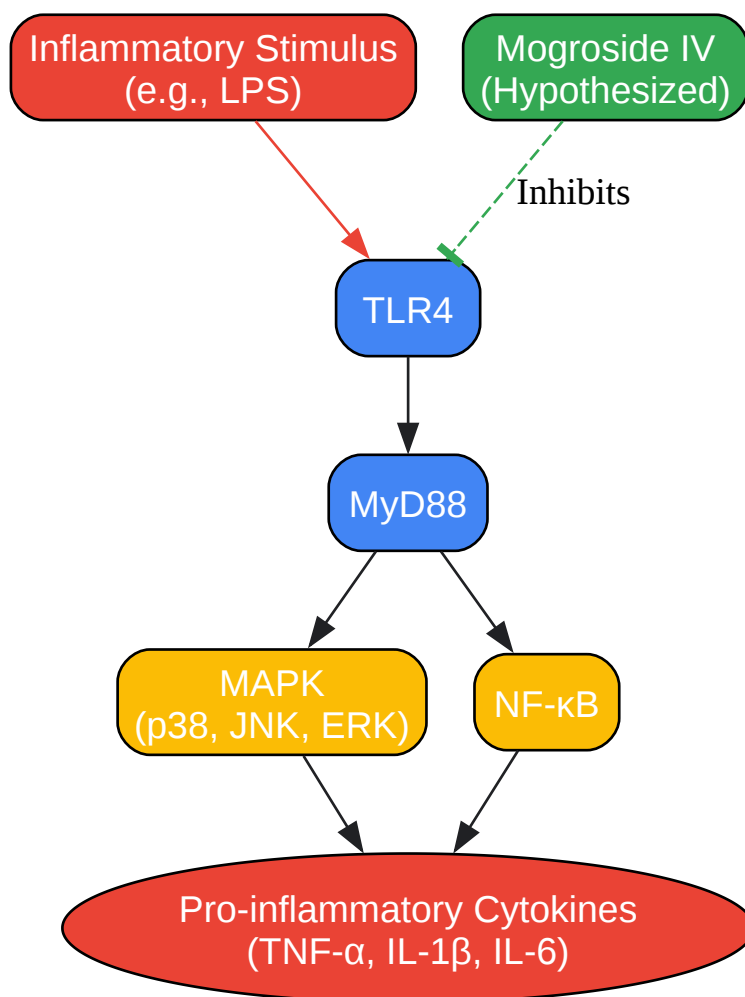 Inflammatory Stimulus
(e.g., LPS)
Mogroside IV
(Hypothesized)
Inhibits
TLR4
MyD88
MAPK
(p38, JNK, ERK)
NF-κB
Pro-inflammatory Cytokines
(TNF-α, IL-1β, IL-6)